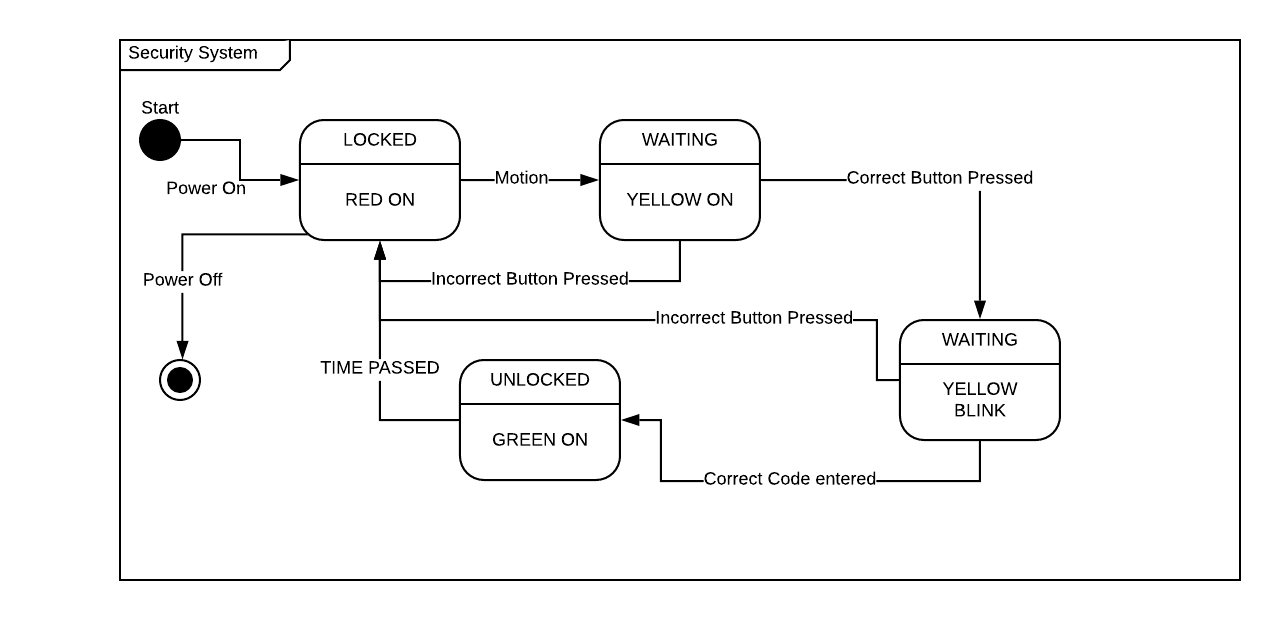 Security System
Start
Power On
LOCKED
RED ON
Motion
WAITING
YELLOW ON
Correct Button Pressed
Power Off
Incorrect Button Pressed
Incorrect Button Pressed
WAITING
YELLOW
BLINK
TIME PASSED
UNLOCKED
GREEN ON
Correct Code entered